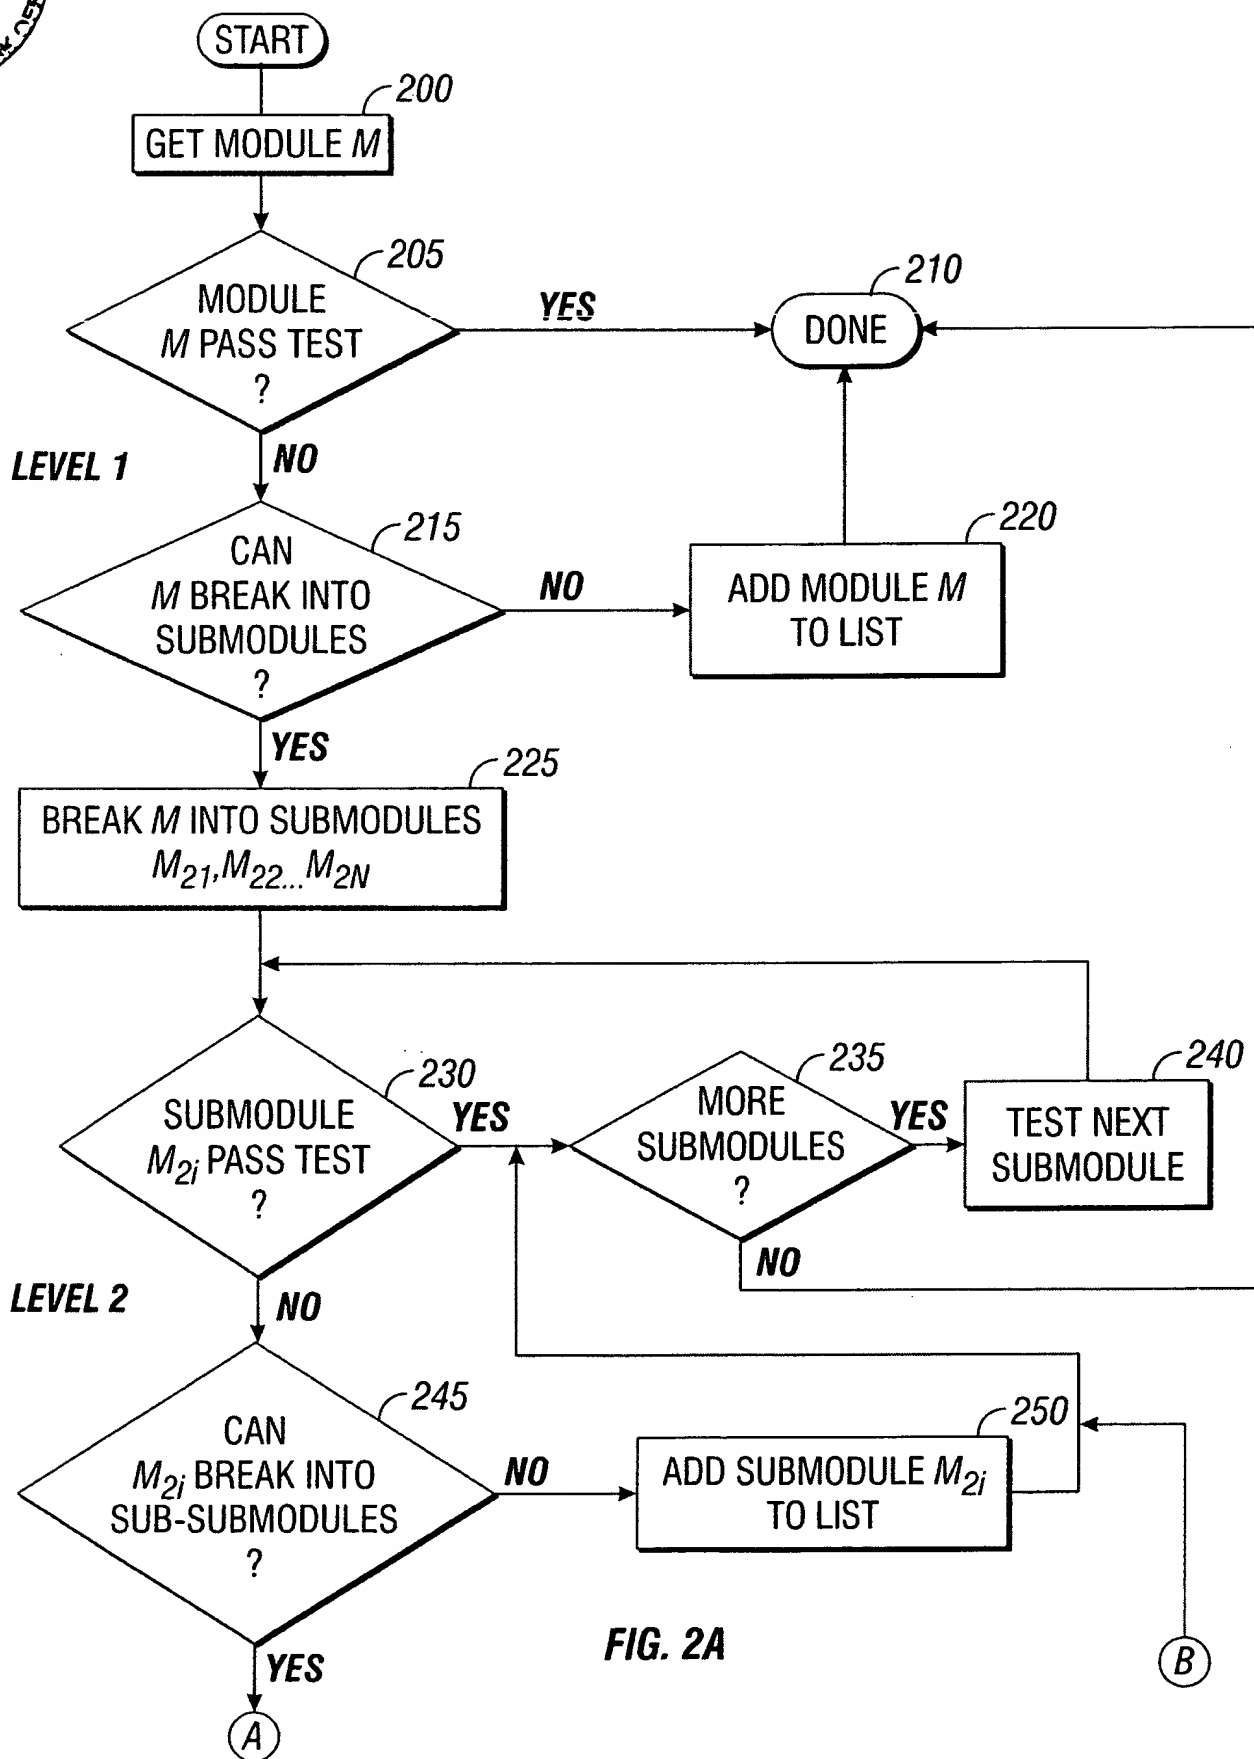 START
200
GET MODULE M
205
MODULE
M PASS TEST
?
YES
210
DONE
LEVEL 1
NO
215
CAN
M BREAK INTO
SUBMODULES
?
NO
220
ADD MODULE M
TO LIST
YES
225
BREAK M INTO SUBMODULES
M21,M22...M2N
230
SUBMODULE
M2i PASS TEST
?
YES
235
MORE
SUBMODULES
?
YES
240
TEST NEXT
SUBMODULE
NO
LEVEL 2
NO
245
CAN
M2i BREAK INTO
SUB-SUBMODULES
?
NO
250
ADD SUBMODULE M2i
TO LIST
YES
FIG. 2A
B
A